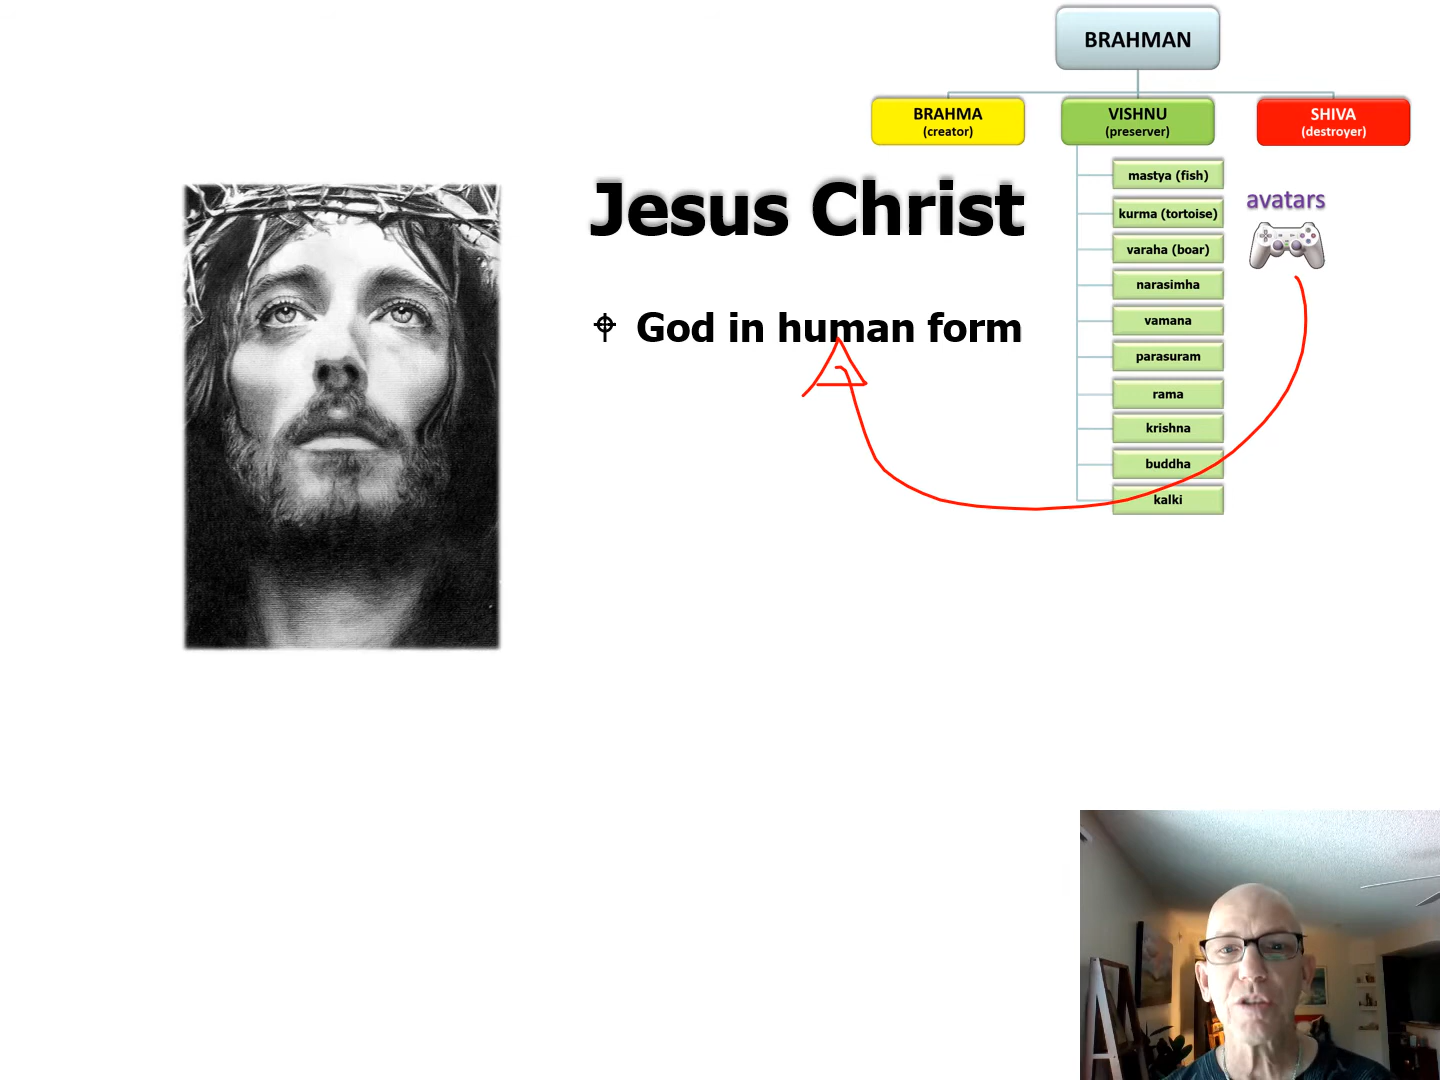 BRAHMAN
BRAHMA
(creator)
VISHNU
(preserver)
SHIVA
(destroyer)
mastya (fish)
kurma (tortoise)
varaha (boar)
narasimha
vamana
parasuram
rama
krishna
buddha
kalki
avatars
Jesus Christ
God in human form